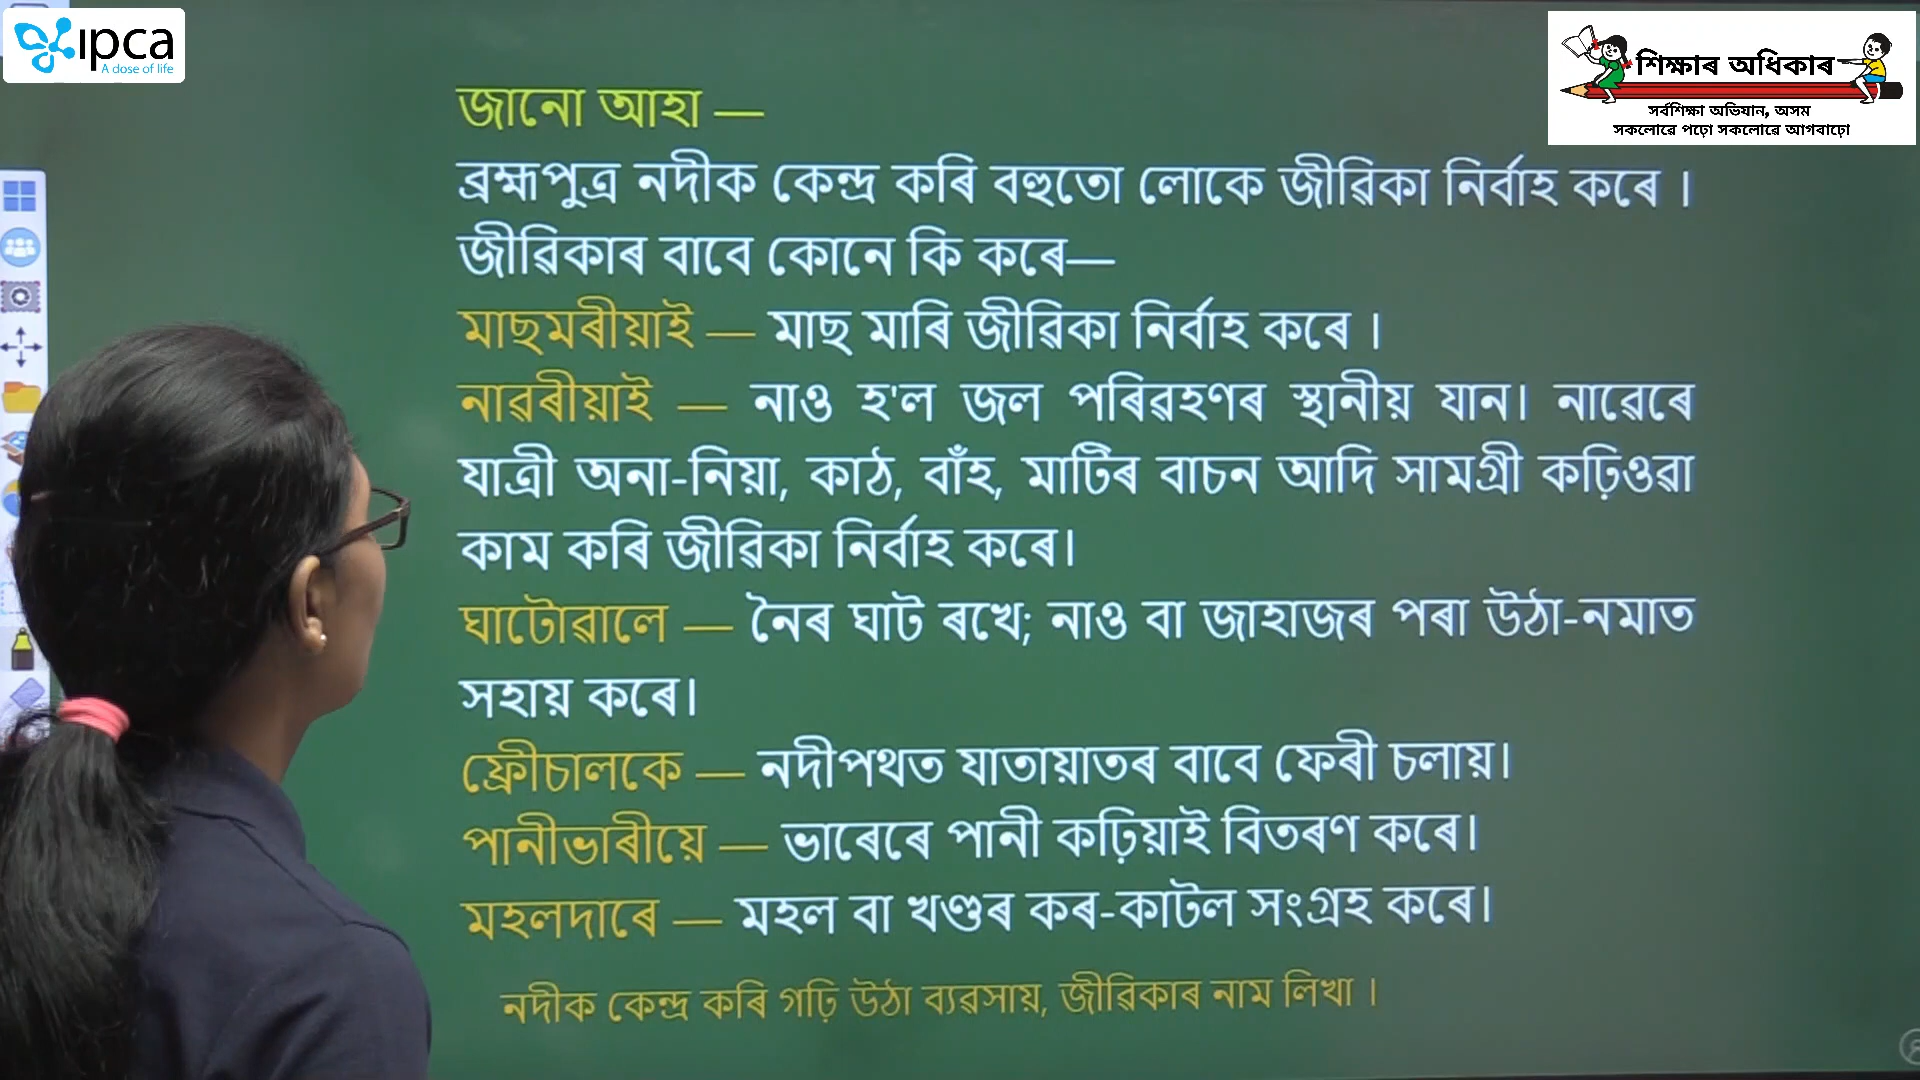 ipca
A dose of life
শিক্ষাৰ অধিকাৰ
সৰ্বশিক্ষা অভিযান, অসম
সকলোৱে পঢ়ো সকলোৱে আগবাঢ়ো
জানো আহা —
ব্ৰহ্মপুত্ৰ নদীক কেন্দ্ৰ কৰি বহুতো লোকে জীৱিকা নিৰ্বাহ কৰে ।
জীৱিকাৰ বাবে কোনে কি কৰে—
মাছমৰীয়াই — মাছ মাৰি জীৱিকা নিৰ্বাহ কৰে ।
নাৱৰীয়াই — নাও হ'ল জল পৰিৱহণৰ স্থানীয় যান। নাৱেৰে
যাত্ৰী অনা-নিয়া, কাঠ, বাঁহ, মাটিৰ বাচন আদি সামগ্ৰী কঢ়িওৱা
কাম কৰি জীৱিকা নিৰ্বাহ কৰে।
ঘাটোৱালে — নৈৰ ঘাট ৰখে; নাও বা জাহাজৰ পৰা উঠা-নমাত
সহায় কৰে।
ফ্ৰেীচালকে — নদীপথত যাতায়াতৰ বাবে ফেৰী চলায়।
পানীভাৰীয়ে — ভাৰেৰে পানী কঢ়িয়াই বিতৰণ কৰে।
মহলদাৰে — মহল বা খণ্ডৰ কৰ-কাটল সংগ্ৰহ কৰে।
নদীক কেন্দ্ৰ কৰি গঢ়ি উঠা ব্যৱসায়, জীৱিকাৰ নাম লিখা ।